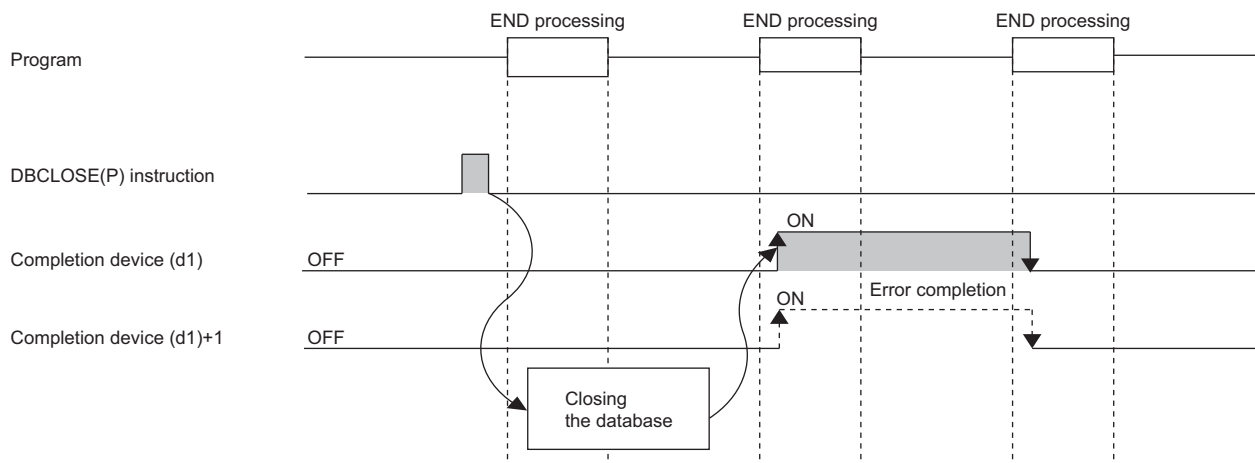 END processing
END processing
END processing
Program
DBCLOSE(P) instruction
ON
Completion device (d1)
OFF
ON
Error completion
Completion device (d1)+1
OFF
Closing
the database